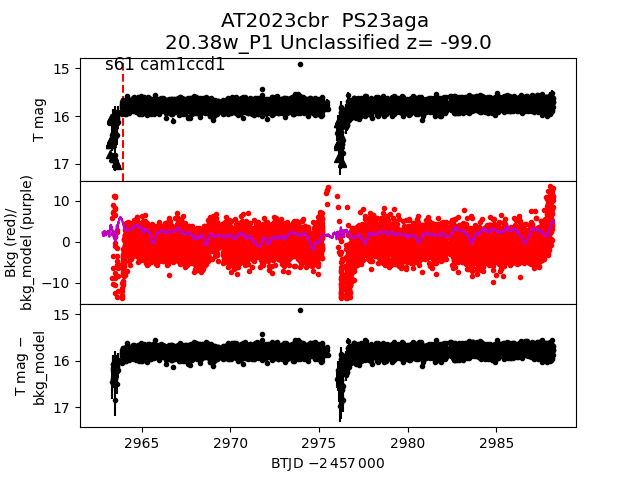 AT2023cbr  PS23aga
20.38w_P1 Unclassified z= -99.0
s61 cam1ccd1
15
16
17
T mag
10
0
−10
Bkg (red)/
bkg_model (purple)
15
16
17
T mag −
bkg_model
2965
2970
2975
2980
2985
BTJD −2 457 000